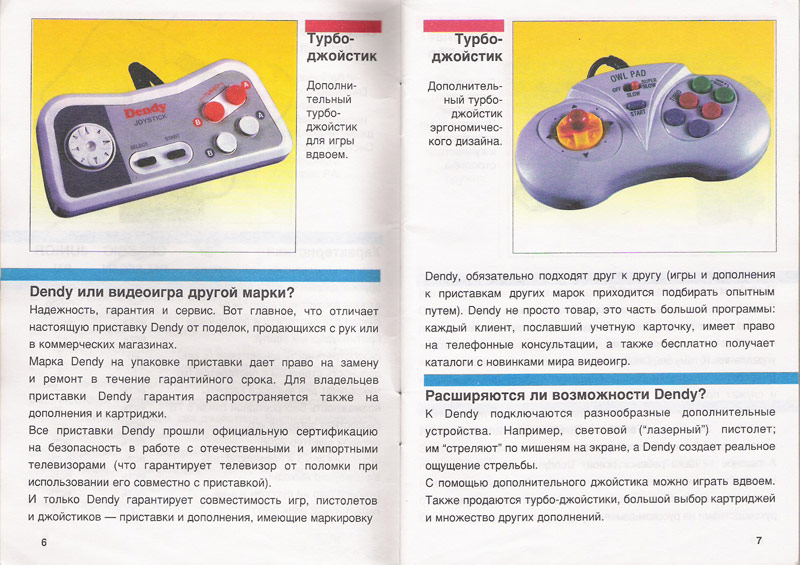 Dendy
JOYSTICK
SELECT
START
TURBO
A
B
A
B
Турбо-
джойстик
Дополни-
тельный
турбо-
джойстик
для игры
вдвоем.
Dendy или видеоигра другой марки?
Надежность, гарантия и сервис. Вот главное, что отличает
настоящую приставку Dendy от поделок, продающихся с рук или
в коммерческих магазинах.
Марка Dendy на упаковке приставки дает право на замену
и ремонт в течение гарантийного срока. Для владельцев
приставки Dendy гарантия распространяется также на
дополнения и картриджи.
Все приставки Dendy прошли официальную сертификацию
на безопасность в работе с отечественными и импортными
телевизорами (что гарантирует телевизор от поломки при
использовании его совместно с приставкой).
И только Dendy гарантирует совместимость игр, пистолетов
и джойстиков — приставки и дополнения, имеющие маркировку
6
Турбо-
джойстик
Дополнитель-
ный турбо-
джойстик
эргономичес-
кого дизайна.
OWL PAD
OFF
SLOW
SUPER
SLOW
START
TURBO
Dendy, обязательно подходят друг к другу (игры и дополнения
к приставкам других марок приходится подбирать опытным
путем). Dendy не просто товар, это часть большой программы:
каждый клиент, пославший учетную карточку, имеет право
на телефонные консультации, а также бесплатно получает
каталоги с новинками мира видеоигр.
Расширяются ли возможности Dendy?
К Dendy подключаются разнообразные дополнительные
устройства. Например, световой (“лазерный”) пистолет;
им “стреляют” по мишеням на экране, а Dendy создает реальное
ощущение стрельбы.
С помощью дополнительного джойстика можно играть вдвоем.
Также продаются турбо-джойстики, большой выбор картриджей
и множество других дополнений.
7